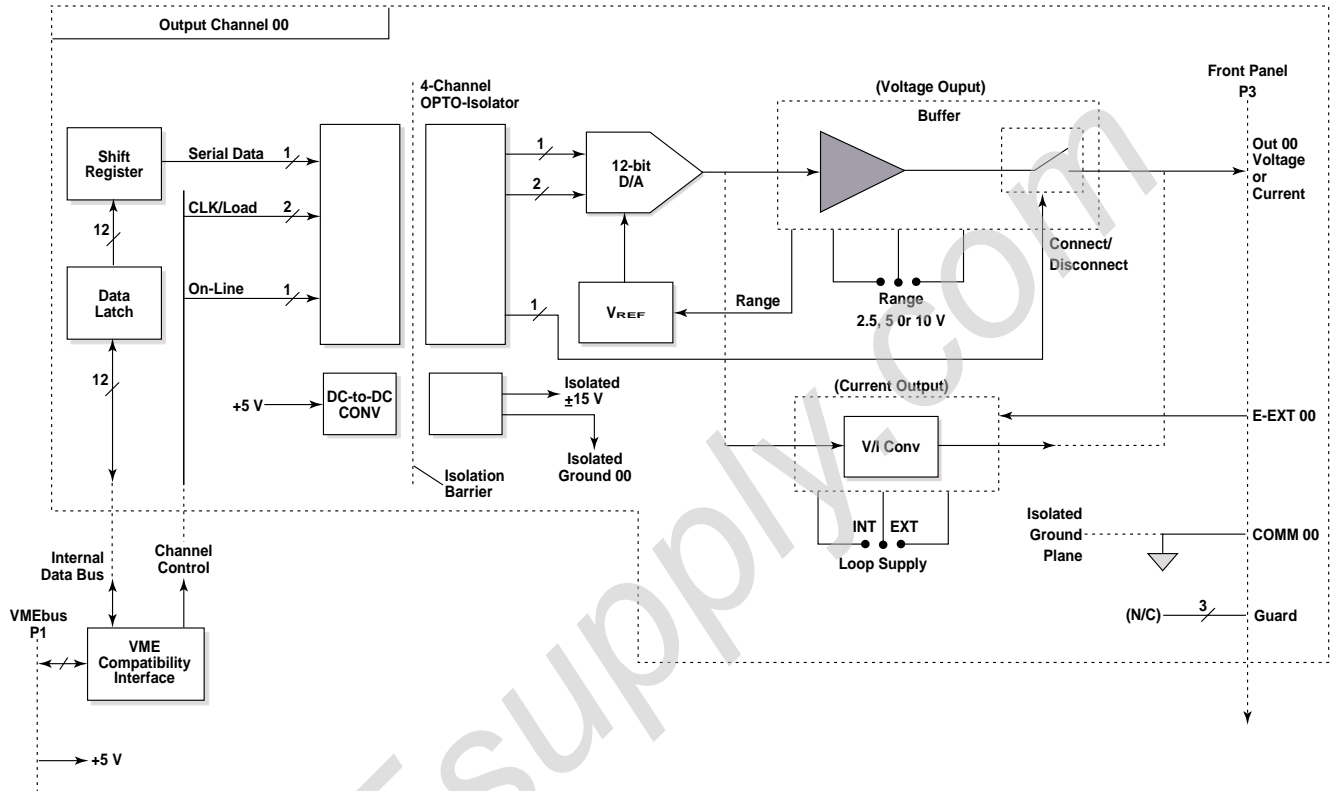 Output Channel 00
4-Channel
OPTO-Isolator
(Voltage Ouput)
Buffer
Front Panel
P3
Shift
Register
Serial Data
1
1
12-bit
D/A
Out 00
Voltage
or
Current
CLK/Load
2
2
12
Connect/
Disconnect
Data
Latch
On-Line
1
1
VREF
Range
Range
2.5, 5 0r 10 V
12
+5 V
DC-to-DC
CONV
Isolated
±15 V
(Current Output)
E-EXT 00
V/I Conv
Isolated
Ground 00
Isolation
Barrier
INT
EXT
Loop Supply
Isolated
Ground
Plane
COMM 00
Internal
Data Bus
Channel
Control
(N/C)
3
Guard
VMEbus
P1
VME
Compatibility
Interface
+5 V
Esupply.com